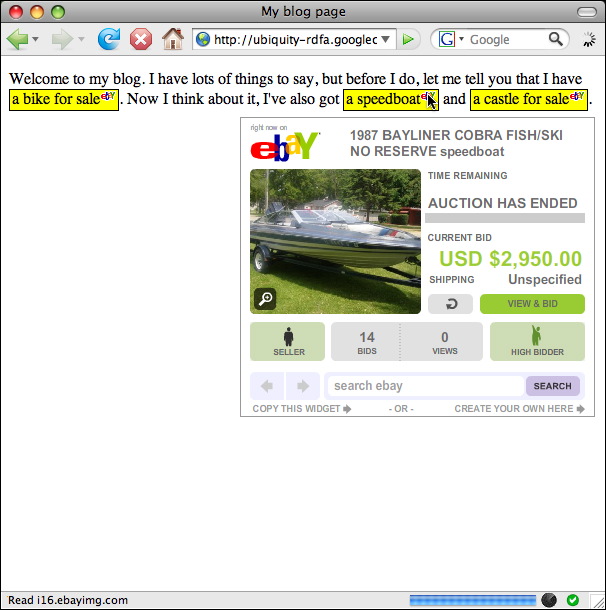 My blog page
http://ubiquity-rdfa.googlec
Google
Welcome to my blog. I have lots of things to say, but before I do, let me tell you that I have
a bike for sale ebY. Now I think about it, I've also got a speedboat and a castle for sale ebY.
right now on
ebaY
1987 BAYLINER COBRA FISH/SKI
NO RESERVE speedboat
TIME REMAINING
AUCTION HAS ENDED
CURRENT BID
USD $2,950.00
SHIPPING Unspecified
VIEW & BID
SELLER
14
BIDS
0
VIEWS
HIGH BIDDER
search ebay
SEARCH
COPY THIS WIDGET - OR - CREATE YOUR OWN HERE
Read i16.ebayimg.com